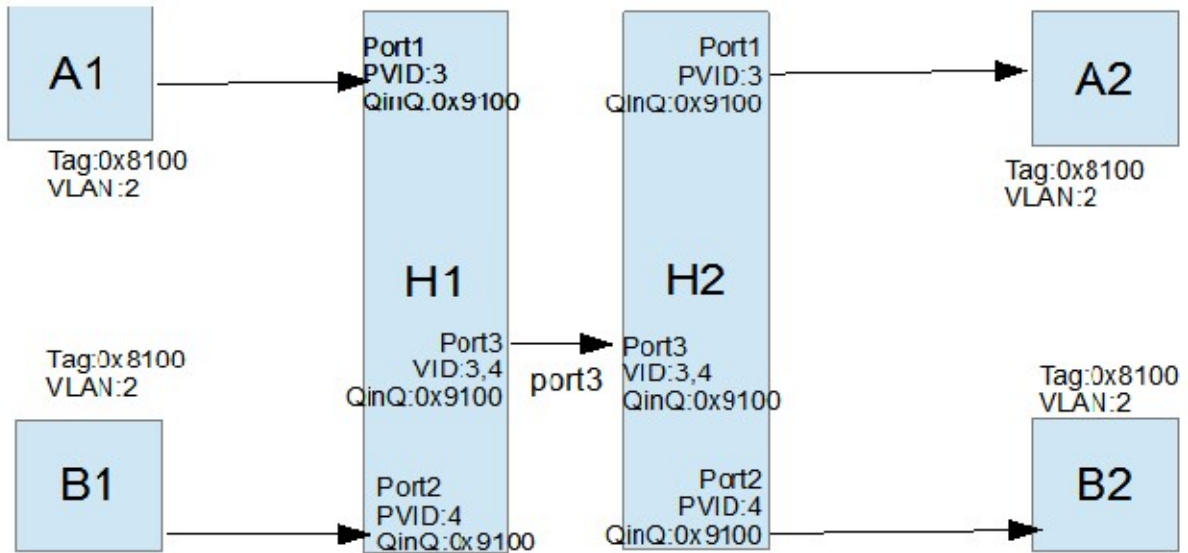 A1
Tag:0x8100
VLAN:2
Port1
PVID:3
QinQ:0x9100
Port1
PVID:3
QinQ:0x9100
A2
Tag:0x8100
VLAN:2
H1
H2
Port3
VID:3,4
QinQ:0x9100
port3
Port3
VID:3,4
QinQ:0x9100
Tag:0x8100
VLAN:2
B1
Port2
PVID:4
QinQ:0x9100
Port2
PVID:4
QinQ:0x9100
Tag:0x8100
VLAN:2
B2